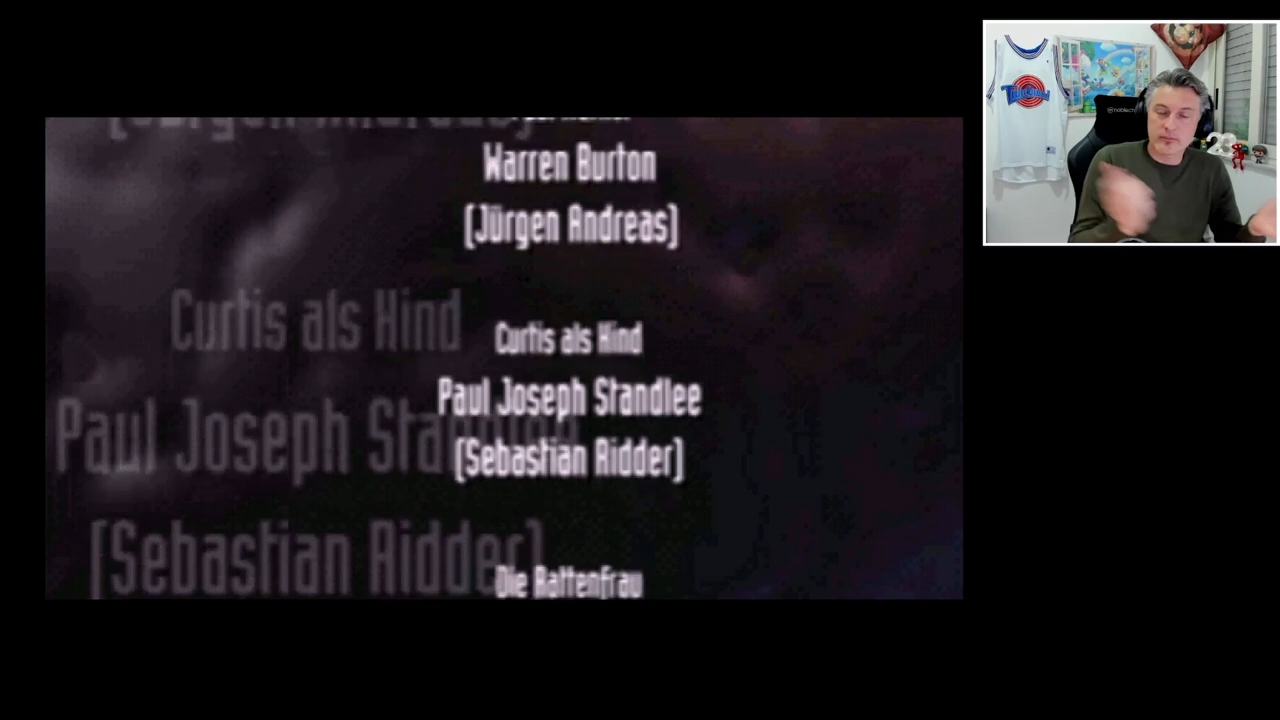 Warren Burton
(Jürgen Andreas)
Curtis als Kind
Paul Joseph Standlee
(Sebastian Ridder)
Die Rattenfrau
Curtis als Kind
Paul Joseph
(Sebastian Ridder)
noblechairs